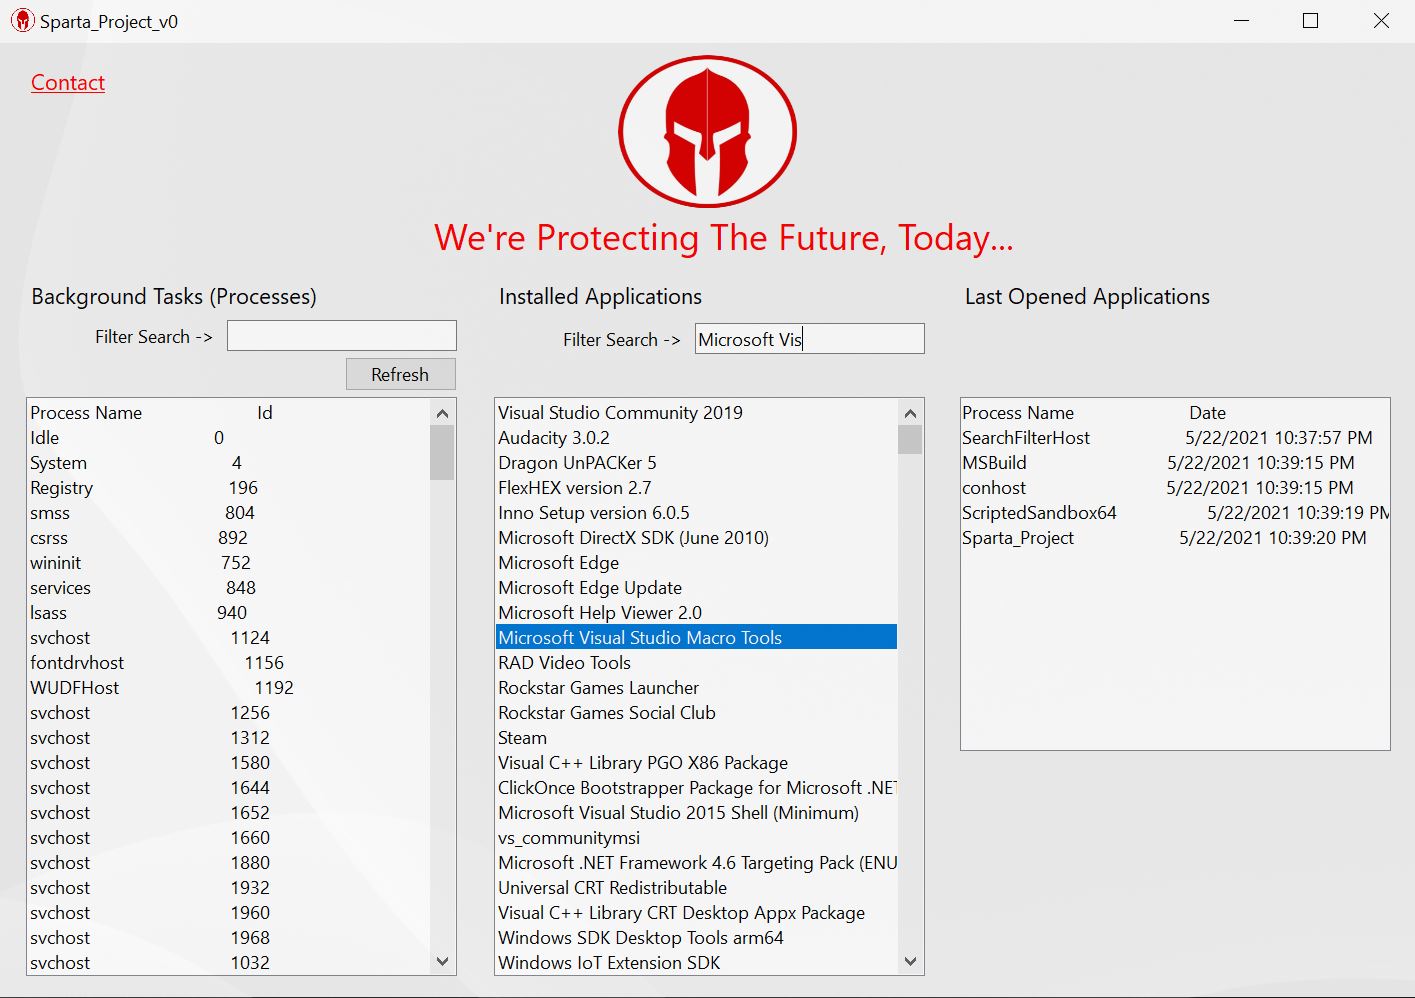 Sparta_Project_v0
Contact
We're Protecting The Future, Today...
Background Tasks (Processes)
Filter Search ->
Refresh
Process Name Id
Idle 0
System 4
Registry 196
smss 804
csrss 892
wininit 752
services 848
lsass 940
svchost 1124
fontdrvhost 1156
WUDFHost 1192
svchost 1256
svchost 1312
svchost 1580
svchost 1644
svchost 1652
svchost 1660
svchost 1880
svchost 1932
svchost 1960
svchost 1968
svchost 1032
Installed Applications
Filter Search -> Microsoft Vis
Visual Studio Community 2019
Audacity 3.0.2
Dragon UnPACKer 5
FlexHEX version 2.7
Inno Setup version 6.0.5
Microsoft DirectX SDK (June 2010)
Microsoft Edge
Microsoft Edge Update
Microsoft Help Viewer 2.0
Microsoft Visual Studio Macro Tools
RAD Video Tools
Rockstar Games Launcher
Rockstar Games Social Club
Steam
Visual C++ Library PGO X86 Package
ClickOnce Bootstrapper Package for Microsoft .NET
Microsoft Visual Studio 2015 Shell (Minimum)
vs_communitymsi
Microsoft .NET Framework 4.6 Targeting Pack (ENU
Universal CRT Redistributable
Visual C++ Library CRT Desktop Appx Package
Windows SDK Desktop Tools arm64
Windows IoT Extension SDK
Last Opened Applications
Process Name Date
SearchFilterHost 5/22/2021 10:37:57 PM
MSBuild 5/22/2021 10:39:15 PM
conhost 5/22/2021 10:39:15 PM
ScriptedSandbox64 5/22/2021 10:39:19 PM
Sparta_Project 5/22/2021 10:39:20 PM